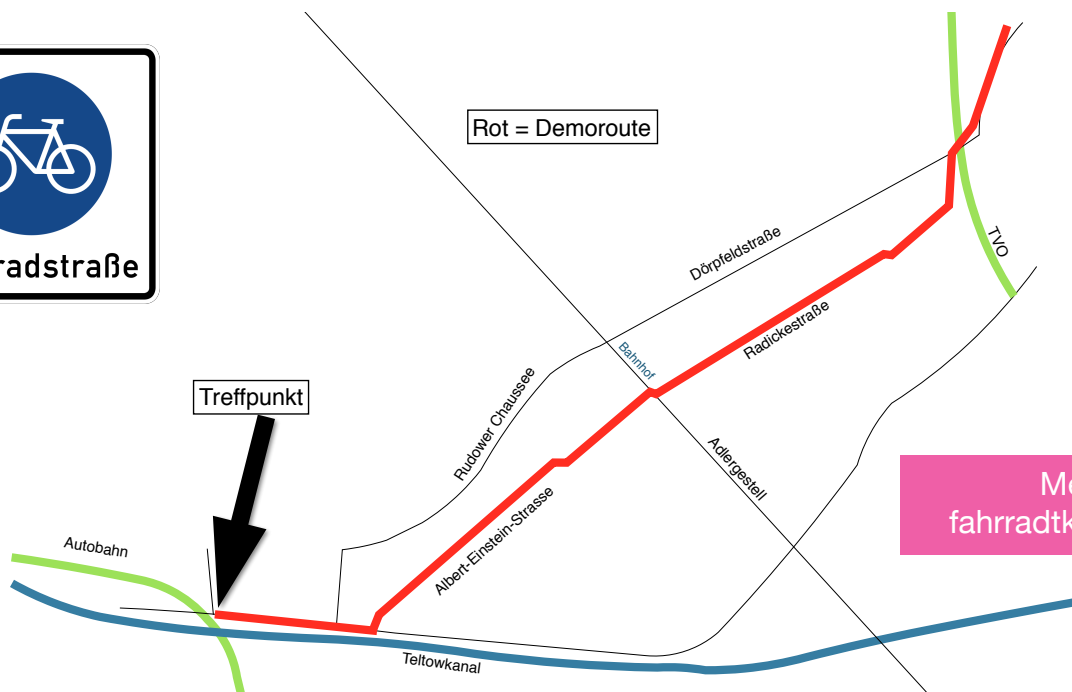 Rot = Demoroute
radstraße
Dörpfeldstraße
TVO
Radickestraße
Bahnhof
Treffpunkt
Rudower Chaussee
Adlergestell
Albert-Einstein-Strasse
Me
fahrradtk
Autobahn
Teltowkanal